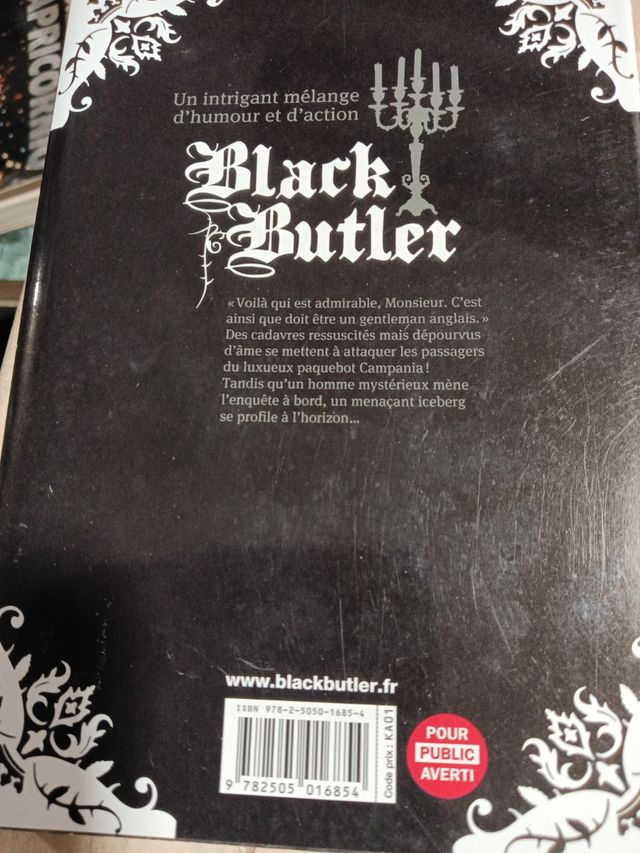 APRICORN
Un intrigant mélange
d'humour et d'action
Black
Butler
« Voilà qui est admirable, Monsieur. C'est
ainsi que doit être un gentleman anglais. »
Des cadavres ressuscités mais dépourvus
d'âme se mettent à attaquer les passagers
du luxueux paquebot Campania !
Tandis qu'un homme mystérieux mène
l'enquête à bord, un menaçant iceberg
se profile à l'horizon...
www.blackbutler.fr
ISBN 978-2-5050-1685-4
9 782505 016854
Code prix : KA01
POUR
PUBLIC
AVERTI